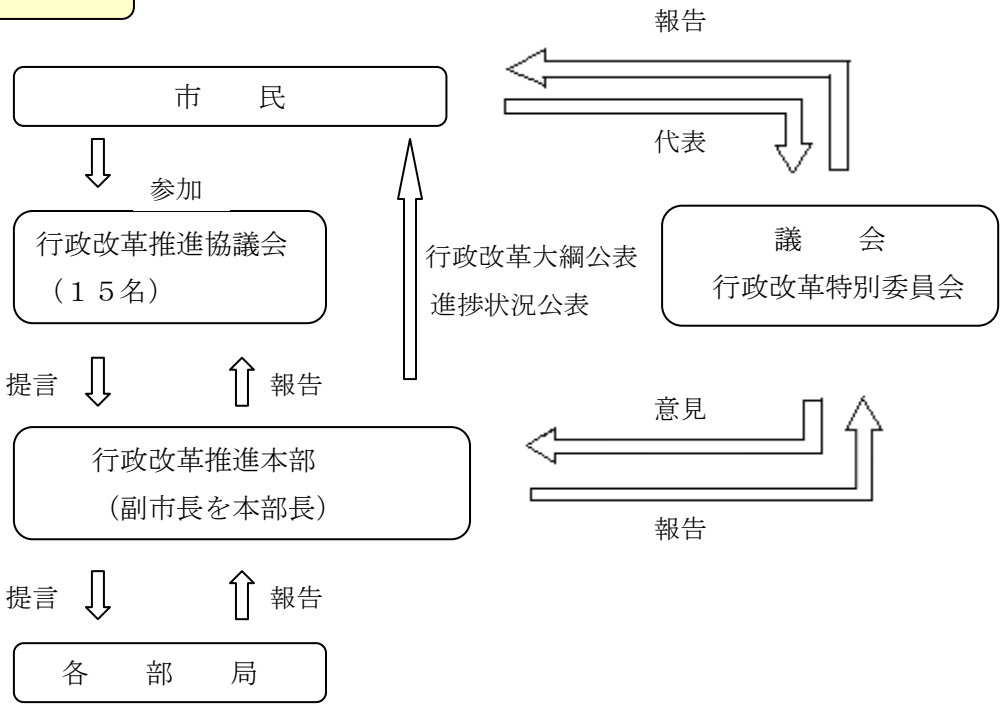 報告
市　　民
代表
参加
行政改革推進協議会
（１５名）
行政改革大綱公表
進捗状況公表
議　　会
行政改革特別委員会
提言
報告
意見
行政改革推進本部
（副市長を本部長）
報告
提言
報告
各　　部　　局